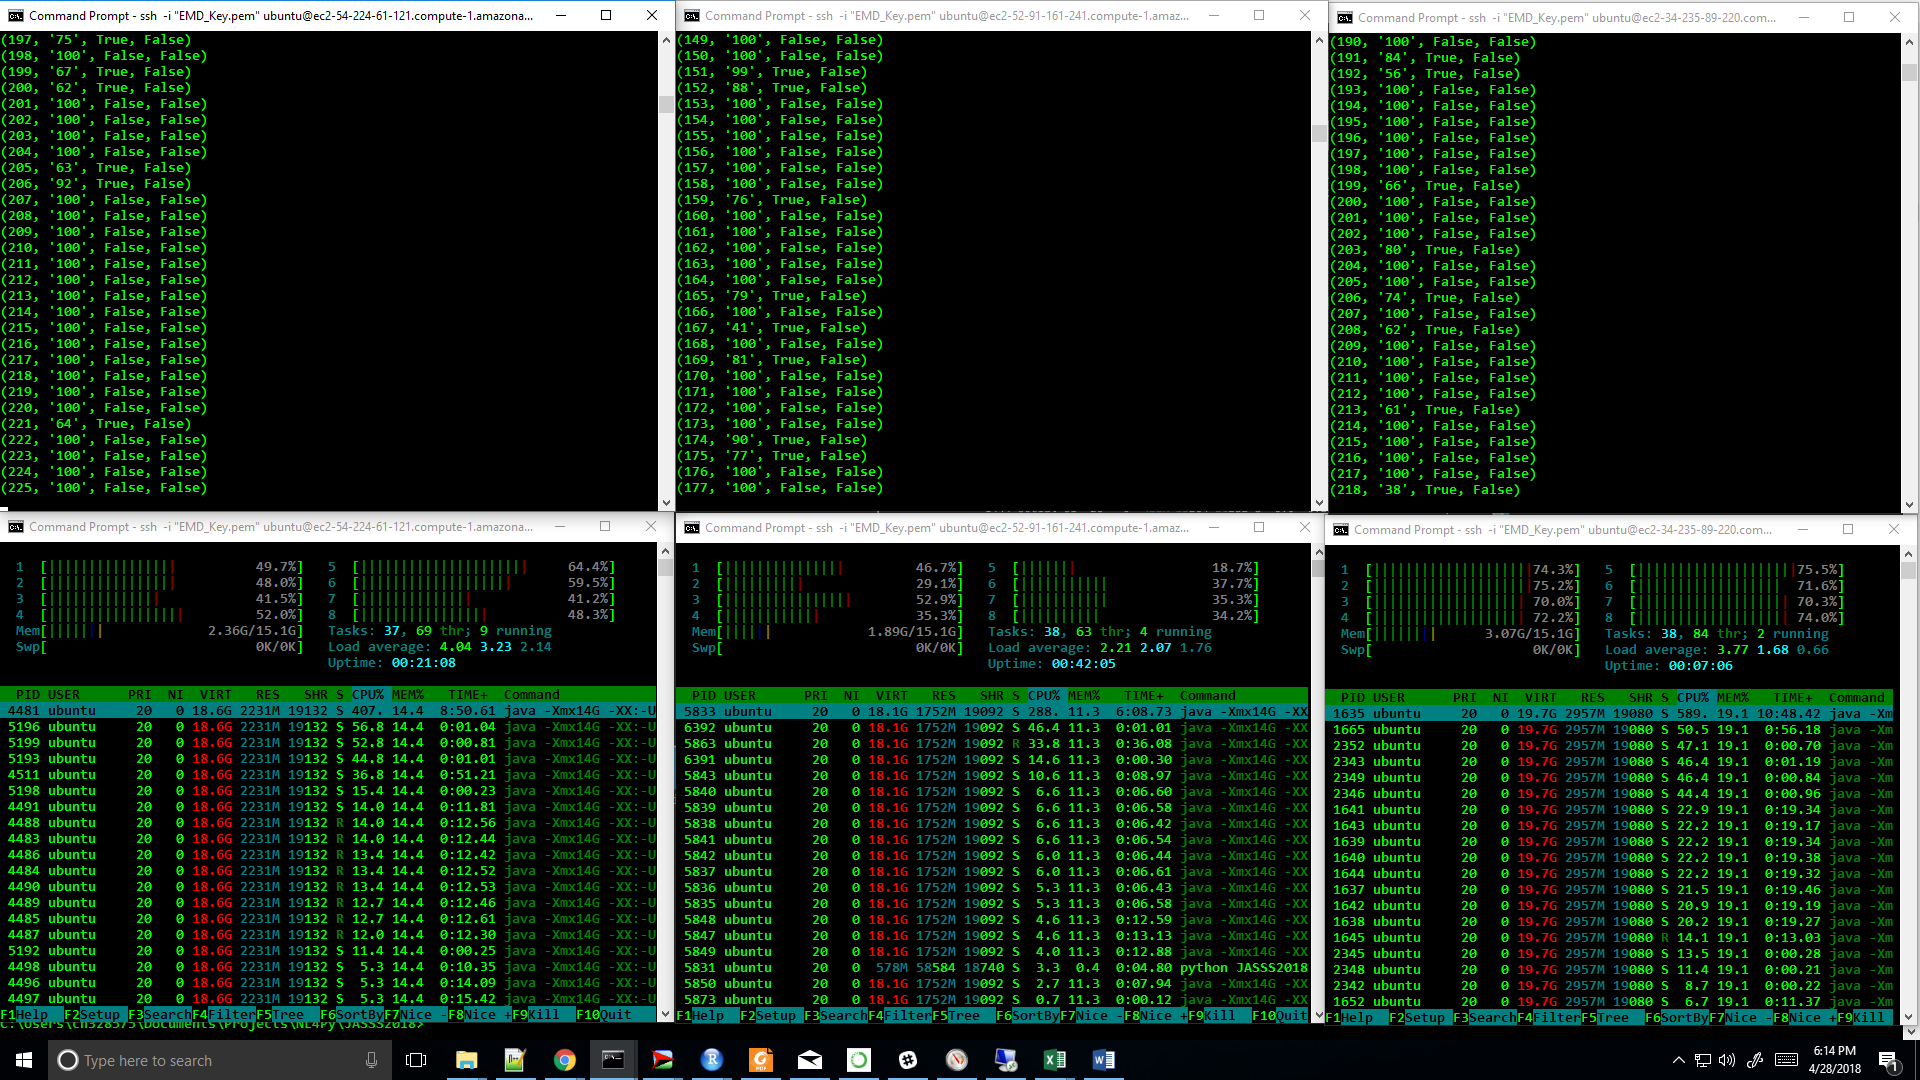 Command Prompt - ssh -i "EMD_Key.pem" ubuntu@ec2-54-224-61-121.compute-1.amazona...
(197, '75', True, False)
(198, '100', False, False)
(199, '67', True, False)
(200, '62', True, False)
(201, '100', False, False)
(202, '100', False, False)
(203, '100', False, False)
(204, '100', False, False)
(205, '63', True, False)
(206, '92', True, False)
(207, '100', False, False)
(208, '100', False, False)
(209, '100', False, False)
(210, '100', False, False)
(211, '100', False, False)
(212, '100', False, False)
(213, '100', False, False)
(214, '100', False, False)
(215, '100', False, False)
(216, '100', False, False)
(217, '100', False, False)
(218, '100', False, False)
(219, '100', False, False)
(220, '100', False, False)
(221, '64', True, False)
(222, '100', False, False)
(223, '100', False, False)
(224, '100', False, False)
(225, '100', False, False)
Command Prompt - ssh -i "EMD_Key.pem" ubuntu@ec2-52-91-161-241.compute-1.amaz...
(149, '100', False, False)
(150, '100', False, False)
(151, '99', True, False)
(152, '88', True, False)
(153, '100', False, False)
(154, '100', False, False)
(155, '100', False, False)
(156, '100', False, False)
(157, '100', False, False)
(158, '100', False, False)
(159, '76', True, False)
(160, '100', False, False)
(161, '100', False, False)
(162, '100', False, False)
(163, '100', False, False)
(164, '100', False, False)
(165, '79', True, False)
(166, '100', False, False)
(167, '41', True, False)
(168, '100', False, False)
(169, '81', True, False)
(170, '100', False, False)
(171, '100', False, False)
(172, '100', False, False)
(173, '100', False, False)
(174, '90', True, False)
(175, '77', True, False)
(176, '100', False, False)
(177, '100', False, False)
Command Prompt - ssh -i "EMD_Key.pem" ubuntu@ec2-34-235-89-220.com...
(190, '100', False, False)
(191, '84', True, False)
(192, '56', True, False)
(193, '100', False, False)
(194, '100', False, False)
(195, '100', False, False)
(196, '100', False, False)
(197, '100', False, False)
(198, '100', False, False)
(199, '66', True, False)
(200, '100', False, False)
(201, '100', False, False)
(202, '100', False, False)
(203, '80', True, False)
(204, '100', False, False)
(205, '100', False, False)
(206, '74', True, False)
(207, '100', False, False)
(208, '62', True, False)
(209, '100', False, False)
(210, '100', False, False)
(211, '100', False, False)
(212, '100', False, False)
(213, '61', True, False)
(214, '100', False, False)
(215, '100', False, False)
(216, '100', False, False)
(217, '100', False, False)
(218, '38', True, False)
Command Prompt - ssh -i "EMD_Key.pem" ubuntu@ec2-54-224-61-121.compute-1.amazona...
1 [ 49.7%] 5 [ 64.4%]
2 [ 48.0%] 6 [ 59.5%]
3 [ 41.5%] 7 [ 41.2%]
4 [ 52.0%] 8 [ 48.3%]
Mem[ 2.36G/15.1G] Tasks: 37, 69 thr; 9 running
Swp[ 0K/0K] Load average: 4.04 3.23 2.14
Uptime: 00:21:08
PID USER PRI NI VIRT RES SHR S CPU% MEM% TIME+ Command
4481 ubuntu 20 0 18.6G 2231M 19132 S 407. 14.4 8:50.61 java -Xmx14G -XX:-U
5196 ubuntu 20 0 18.6G 2231M 19132 S 56.8 14.4 0:01.04 java -Xmx14G -XX:-U
5199 ubuntu 20 0 18.6G 2231M 19132 S 52.8 14.4 0:00.81 java -Xmx14G -XX:-U
5193 ubuntu 20 0 18.6G 2231M 19132 S 44.8 14.4 0:01.01 java -Xmx14G -XX:-U
4511 ubuntu 20 0 18.6G 2231M 19132 S 36.8 14.4 0:51.21 java -Xmx14G -XX:-U
5198 ubuntu 20 0 18.6G 2231M 19132 S 15.4 14.4 0:00.23 java -Xmx14G -XX:-U
4491 ubuntu 20 0 18.6G 2231M 19132 S 14.0 14.4 0:11.81 java -Xmx14G -XX:-U
4488 ubuntu 20 0 18.6G 2231M 19132 R 14.0 14.4 0:12.56 java -Xmx14G -XX:-U
4483 ubuntu 20 0 18.6G 2231M 19132 R 14.0 14.4 0:12.44 java -Xmx14G -XX:-U
4486 ubuntu 20 0 18.6G 2231M 19132 R 13.4 14.4 0:12.42 java -Xmx14G -XX:-U
4484 ubuntu 20 0 18.6G 2231M 19132 R 13.4 14.4 0:12.52 java -Xmx14G -XX:-U
4490 ubuntu 20 0 18.6G 2231M 19132 R 13.4 14.4 0:12.53 java -Xmx14G -XX:-U
4489 ubuntu 20 0 18.6G 2231M 19132 R 12.7 14.4 0:12.46 java -Xmx14G -XX:-U
4485 ubuntu 20 0 18.6G 2231M 19132 R 12.7 14.4 0:12.61 java -Xmx14G -XX:-U
4487 ubuntu 20 0 18.6G 2231M 19132 R 12.0 14.4 0:12.30 java -Xmx14G -XX:-U
5192 ubuntu 20 0 18.6G 2231M 19132 S 11.4 14.4 0:00.25 java -Xmx14G -XX:-U
4498 ubuntu 20 0 18.6G 2231M 19132 S 5.3 14.4 0:10.35 java -Xmx14G -XX:-U
4496 ubuntu 20 0 18.6G 2231M 19132 S 5.3 14.4 0:14.09 java -Xmx14G -XX:-U
4497 ubuntu 20 0 18.6G 2231M 19132 S 5.3 14.4 0:15.42 java -Xmx14G -XX:-U
F1Help F2Setup F3SearchF4FilterF5Tree F6SortByF7Nice -F8Nice +F9Kill F10Quit
C:\Users\ch328575\Documents\Projects\NL4Py\JASSS2018>
Command Prompt - ssh -i "EMD_Key.pem" ubuntu@ec2-52-91-161-241.compute-1.amaz...
1 [ 46.7%] 5 [ 18.7%]
2 [ 29.1%] 6 [ 37.7%]
3 [ 52.9%] 7 [ 35.3%]
4 [ 35.3%] 8 [ 34.2%]
Mem[ 1.89G/15.1G] Tasks: 38, 63 thr; 4 running
Swp[ 0K/0K] Load average: 2.21 2.07 1.76
Uptime: 00:42:05
PID USER PRI NI VIRT RES SHR S CPU% MEM% TIME+ Command
5833 ubuntu 20 0 18.1G 1752M 19092 S 288. 11.3 6:08.73 java -Xmx14G -XX
6392 ubuntu 20 0 18.1G 1752M 19092 S 46.4 11.3 0:01.01 java -Xmx14G -XX
5863 ubuntu 20 0 18.1G 1752M 19092 R 33.8 11.3 0:36.08 java -Xmx14G -XX
6391 ubuntu 20 0 18.1G 1752M 19092 S 14.6 11.3 0:00.30 java -Xmx14G -XX
5843 ubuntu 20 0 18.1G 1752M 19092 S 10.6 11.3 0:08.97 java -Xmx14G -XX
5840 ubuntu 20 0 18.1G 1752M 19092 S 6.6 11.3 0:06.60 java -Xmx14G -XX
5839 ubuntu 20 0 18.1G 1752M 19092 S 6.6 11.3 0:06.58 java -Xmx14G -XX
5838 ubuntu 20 0 18.1G 1752M 19092 S 6.6 11.3 0:06.42 java -Xmx14G -XX
5841 ubuntu 20 0 18.1G 1752M 19092 S 6.6 11.3 0:06.54 java -Xmx14G -XX
5842 ubuntu 20 0 18.1G 1752M 19092 S 6.0 11.3 0:06.44 java -Xmx14G -XX
5837 ubuntu 20 0 18.1G 1752M 19092 S 6.0 11.3 0:06.61 java -Xmx14G -XX
5836 ubuntu 20 0 18.1G 1752M 19092 S 5.3 11.3 0:06.43 java -Xmx14G -XX
5835 ubuntu 20 0 18.1G 1752M 19092 S 5.3 11.3 0:06.58 java -Xmx14G -XX
5848 ubuntu 20 0 18.1G 1752M 19092 S 4.6 11.3 0:12.59 java -Xmx14G -XX
5847 ubuntu 20 0 18.1G 1752M 19092 S 4.6 11.3 0:13.13 java -Xmx14G -XX
5849 ubuntu 20 0 18.1G 1752M 19092 S 4.0 11.3 0:12.88 java -Xmx14G -XX
5831 ubuntu 20 0 578M 58584 18740 S 3.3 0.4 0:04.80 python JASSS2018
5850 ubuntu 20 0 18.1G 1752M 19092 S 2.7 11.3 0:07.94 java -Xmx14G -XX
5873 ubuntu 20 0 18.1G 1752M 19092 S 0.7 11.3 0:00.12 java -Xmx14G -XX
F1Help F2Setup F3SearchF4FilterF5Tree F6SortByF7Nice -F8Nice +F9Kill F10Quit
Command Prompt - ssh -i "EMD_Key.pem" ubuntu@ec2-34-235-89-220.com...
1 [ 74.3%] 5 [ 75.5%]
2 [ 75.2%] 6 [ 71.6%]
3 [ 70.0%] 7 [ 70.3%]
4 [ 72.2%] 8 [ 74.0%]
Mem[ 3.07G/15.1G] Tasks: 38, 84 thr; 2 running
Swp[ 0K/0K] Load average: 3.77 1.68 0.66
Uptime: 00:07:06
PID USER PRI NI VIRT RES SHR S CPU% MEM% TIME+ Command
1635 ubuntu 20 0 19.7G 2957M 19080 S 589. 19.1 10:48.42 java -Xm
1665 ubuntu 20 0 19.7G 2957M 19080 S 50.5 19.1 0:56.18 java -Xm
2352 ubuntu 20 0 19.7G 2957M 19080 S 47.1 19.1 0:00.70 java -Xm
2343 ubuntu 20 0 19.7G 2957M 19080 S 46.4 19.1 0:01.19 java -Xm
2349 ubuntu 20 0 19.7G 2957M 19080 S 46.4 19.1 0:00.84 java -Xm
2346 ubuntu 20 0 19.7G 2957M 19080 S 44.4 19.1 0:00.96 java -Xm
1641 ubuntu 20 0 19.7G 2957M 19080 S 22.9 19.1 0:19.34 java -Xm
1643 ubuntu 20 0 19.7G 2957M 19080 S 22.2 19.1 0:19.17 java -Xm
1639 ubuntu 20 0 19.7G 2957M 19080 S 22.2 19.1 0:19.34 java -Xm
1640 ubuntu 20 0 19.7G 2957M 19080 S 22.2 19.1 0:19.38 java -Xm
1644 ubuntu 20 0 19.7G 2957M 19080 S 22.2 19.1 0:19.32 java -Xm
1637 ubuntu 20 0 19.7G 2957M 19080 S 21.5 19.1 0:19.46 java -Xm
1642 ubuntu 20 0 19.7G 2957M 19080 S 20.9 19.1 0:19.19 java -Xm
1638 ubuntu 20 0 19.7G 2957M 19080 S 20.2 19.1 0:19.27 java -Xm
1645 ubuntu 20 0 19.7G 2957M 19080 R 14.1 19.1 0:13.03 java -Xm
2345 ubuntu 20 0 19.7G 2957M 19080 S 13.5 19.1 0:00.28 java -Xm
2348 ubuntu 20 0 19.7G 2957M 19080 S 11.4 19.1 0:00.21 java -Xm
2342 ubuntu 20 0 19.7G 2957M 19080 S 8.7 19.1 0:00.22 java -Xm
1652 ubuntu 20 0 19.7G 2957M 19080 S 6.7 19.1 0:11.37 java -Xm
F1Help F2Setup F3SearchF4FilterF5Tree F6SortByF7Nice -F8Nice +F9Kill
Type here to search
6:14 PM
4/28/2018